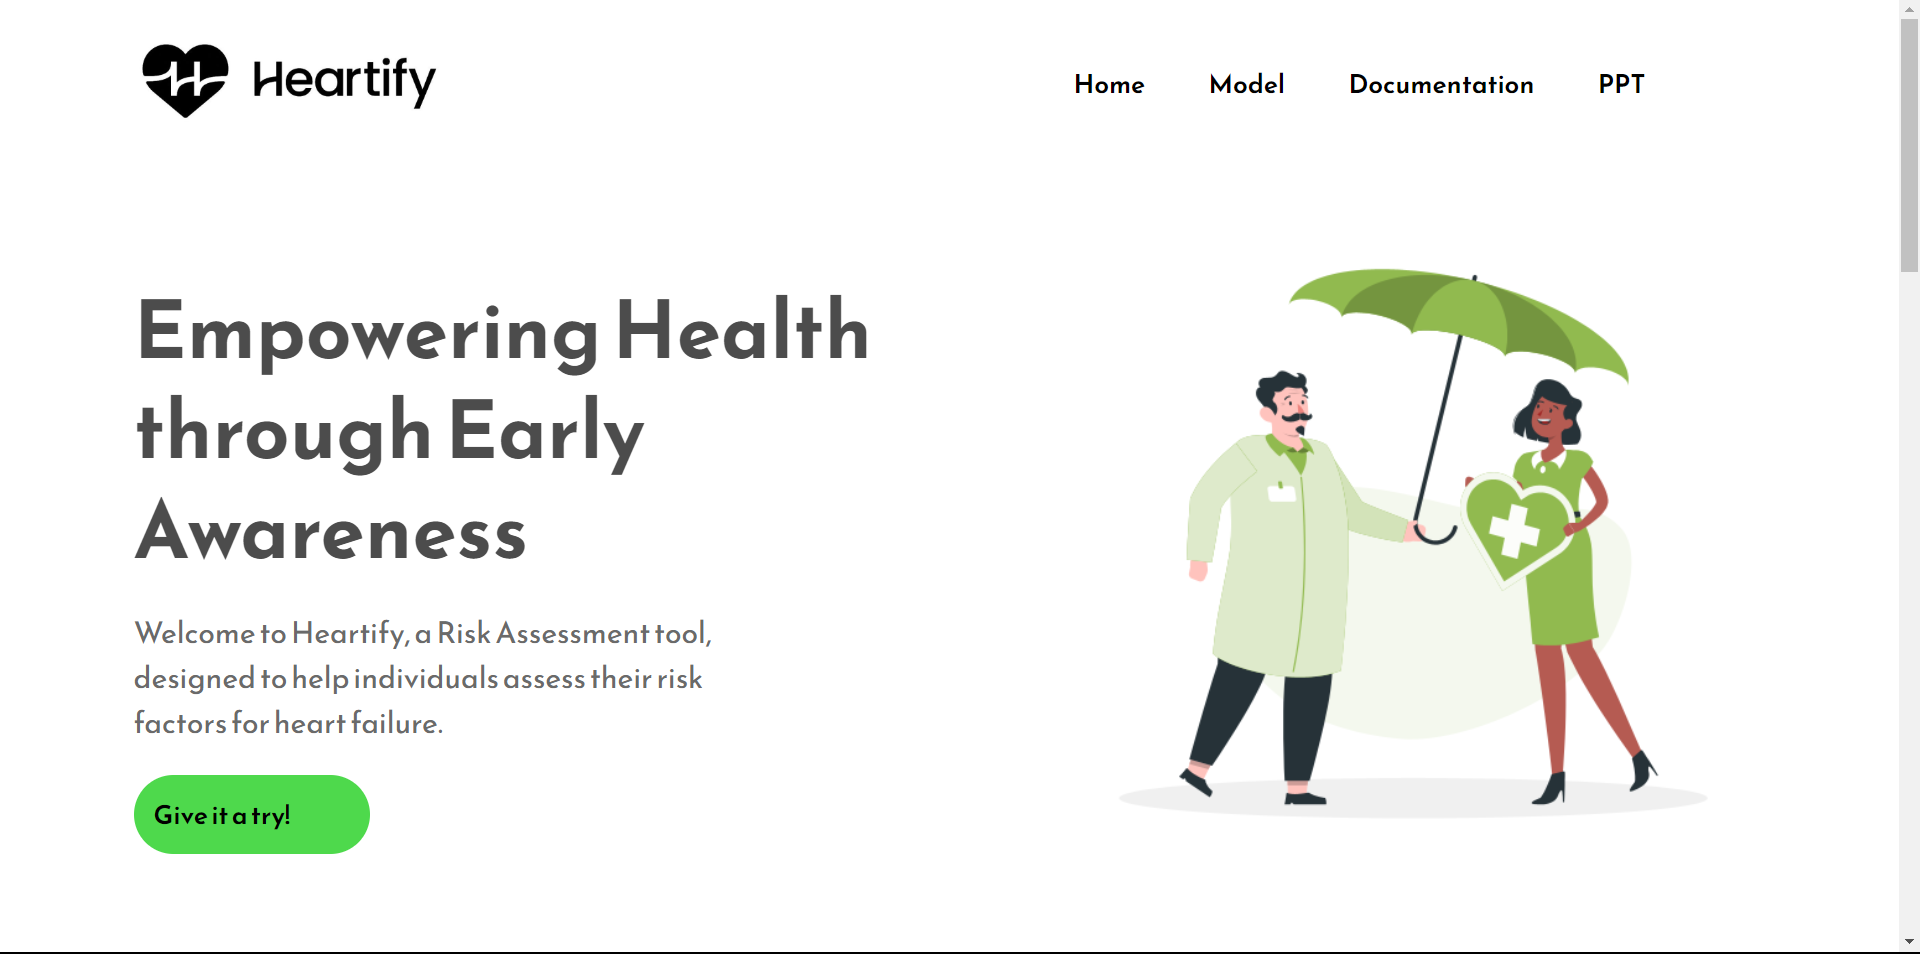 Heartify
Home Model Documentation PPT
Empowering Health
through Early
Awareness
Welcome to Heartify, a Risk Assessment tool,
designed to help individuals assess their risk
factors for heart failure.
Give it a try!